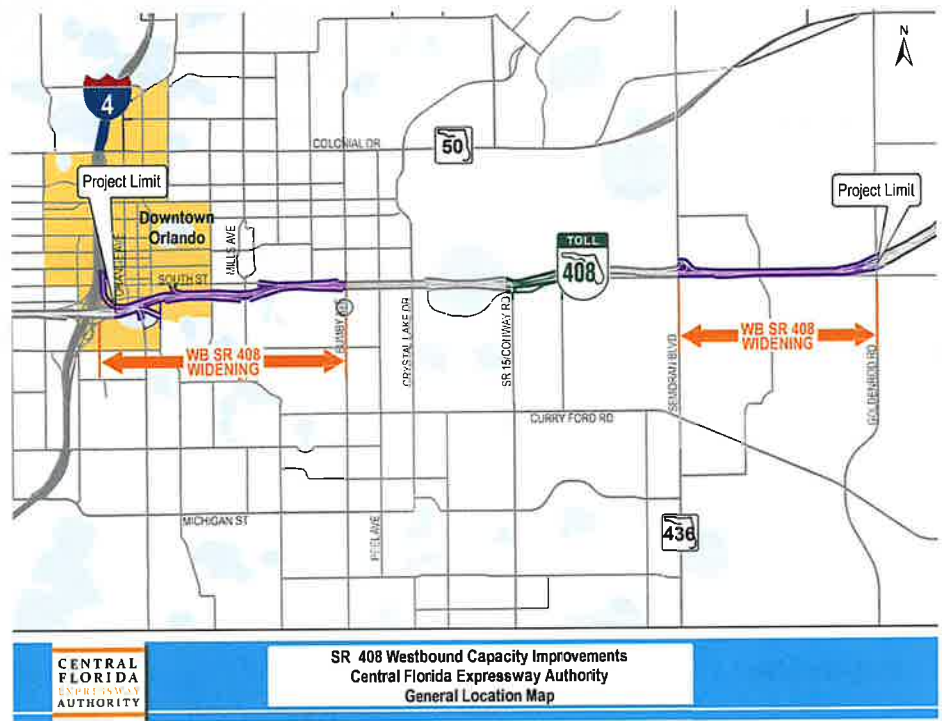 N
4
COLONIAL DR
50
Project Limit
Project Limit
Downtown
Orlando
ORANGE AVE
MILLS AVE
SOUTH ST
TOLL
408
BUMBY AVE
CRYSTAL LAKE DR
SR 15/CONWAY RD
SEMORAN BLVD
GOLDENROD RD
WB SR 408
WIDENING
WB SR 408
WIDENING
CURRY FORD RD
MICHIGAN ST
PEEL AVE
436
CENTRAL
FLORIDA
EXPRESSWAY
AUTHORITY
SR 408 Westbound Capacity Improvements
Central Florida Expressway Authority
General Location Map